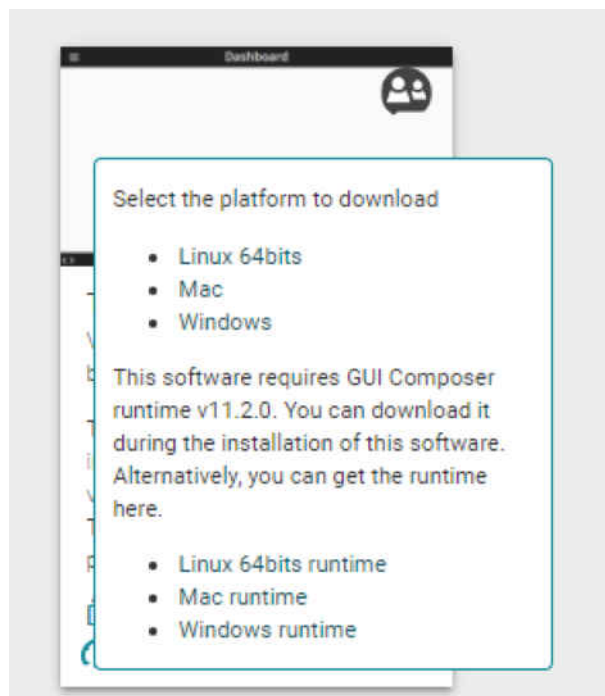 Dashboard
Select the platform to download
Linux 64bits
Mac
Windows
This software requires GUI Composer
runtime v11.2.0. You can download it
during the installation of this software.
Alternatively, you can get the runtime
here.
Linux 64bits runtime
Mac runtime
Windows runtime